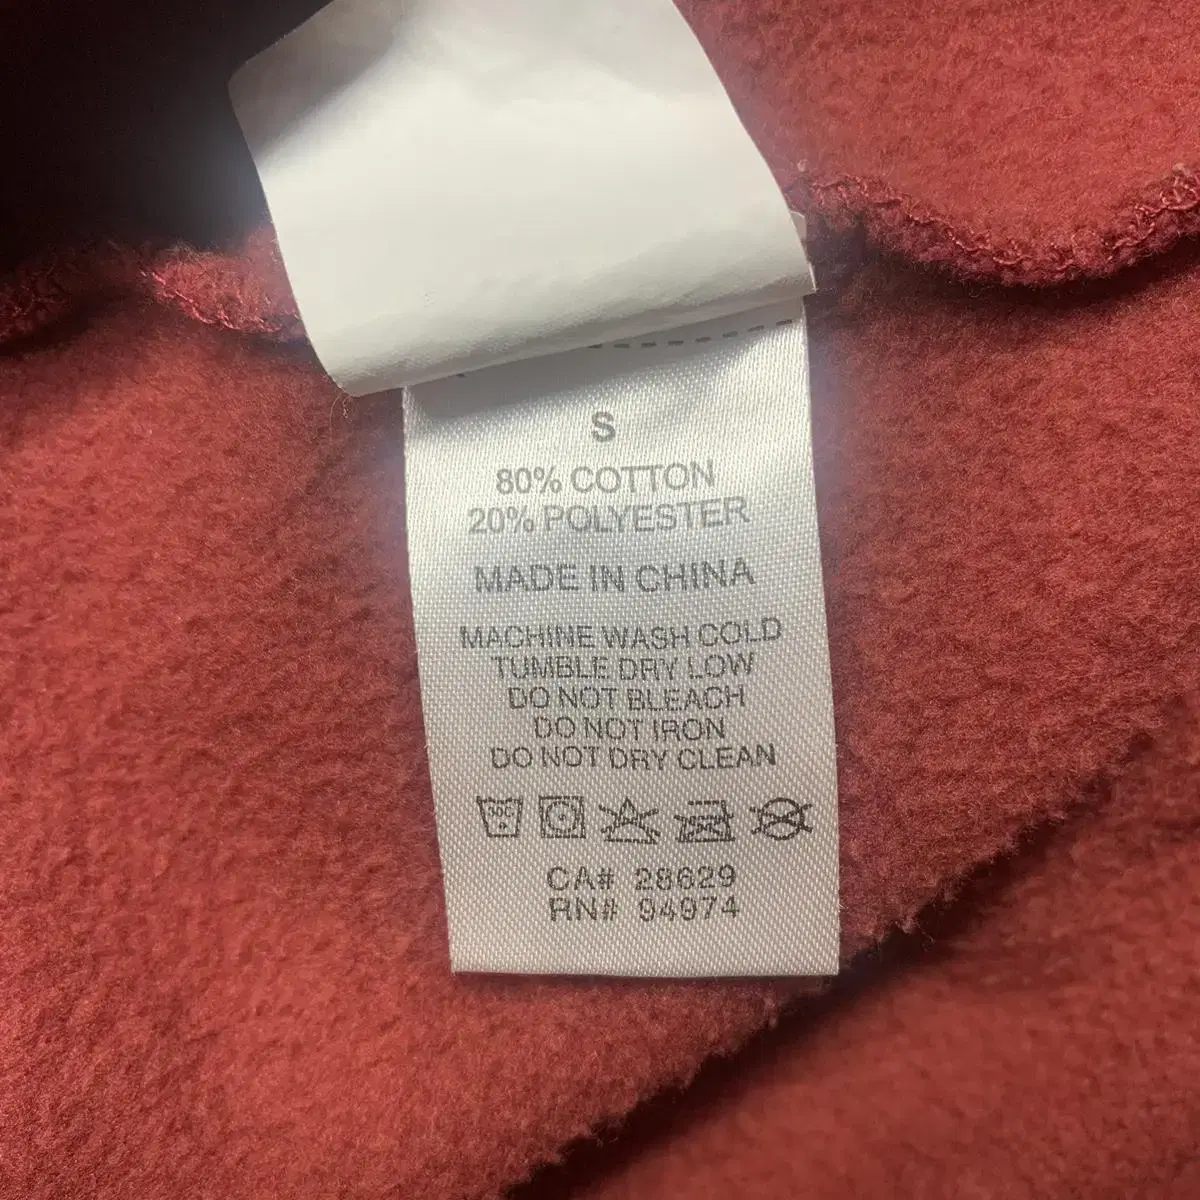 S
80% COTTON
20% POLYESTER
MADE IN CHINA
MACHINE WASH COLD
TUMBLE DRY LOW
DO NOT BLEACH
DO NOT IRON
DO NOT DRY CLEAN
CA# 28629
RN# 94974